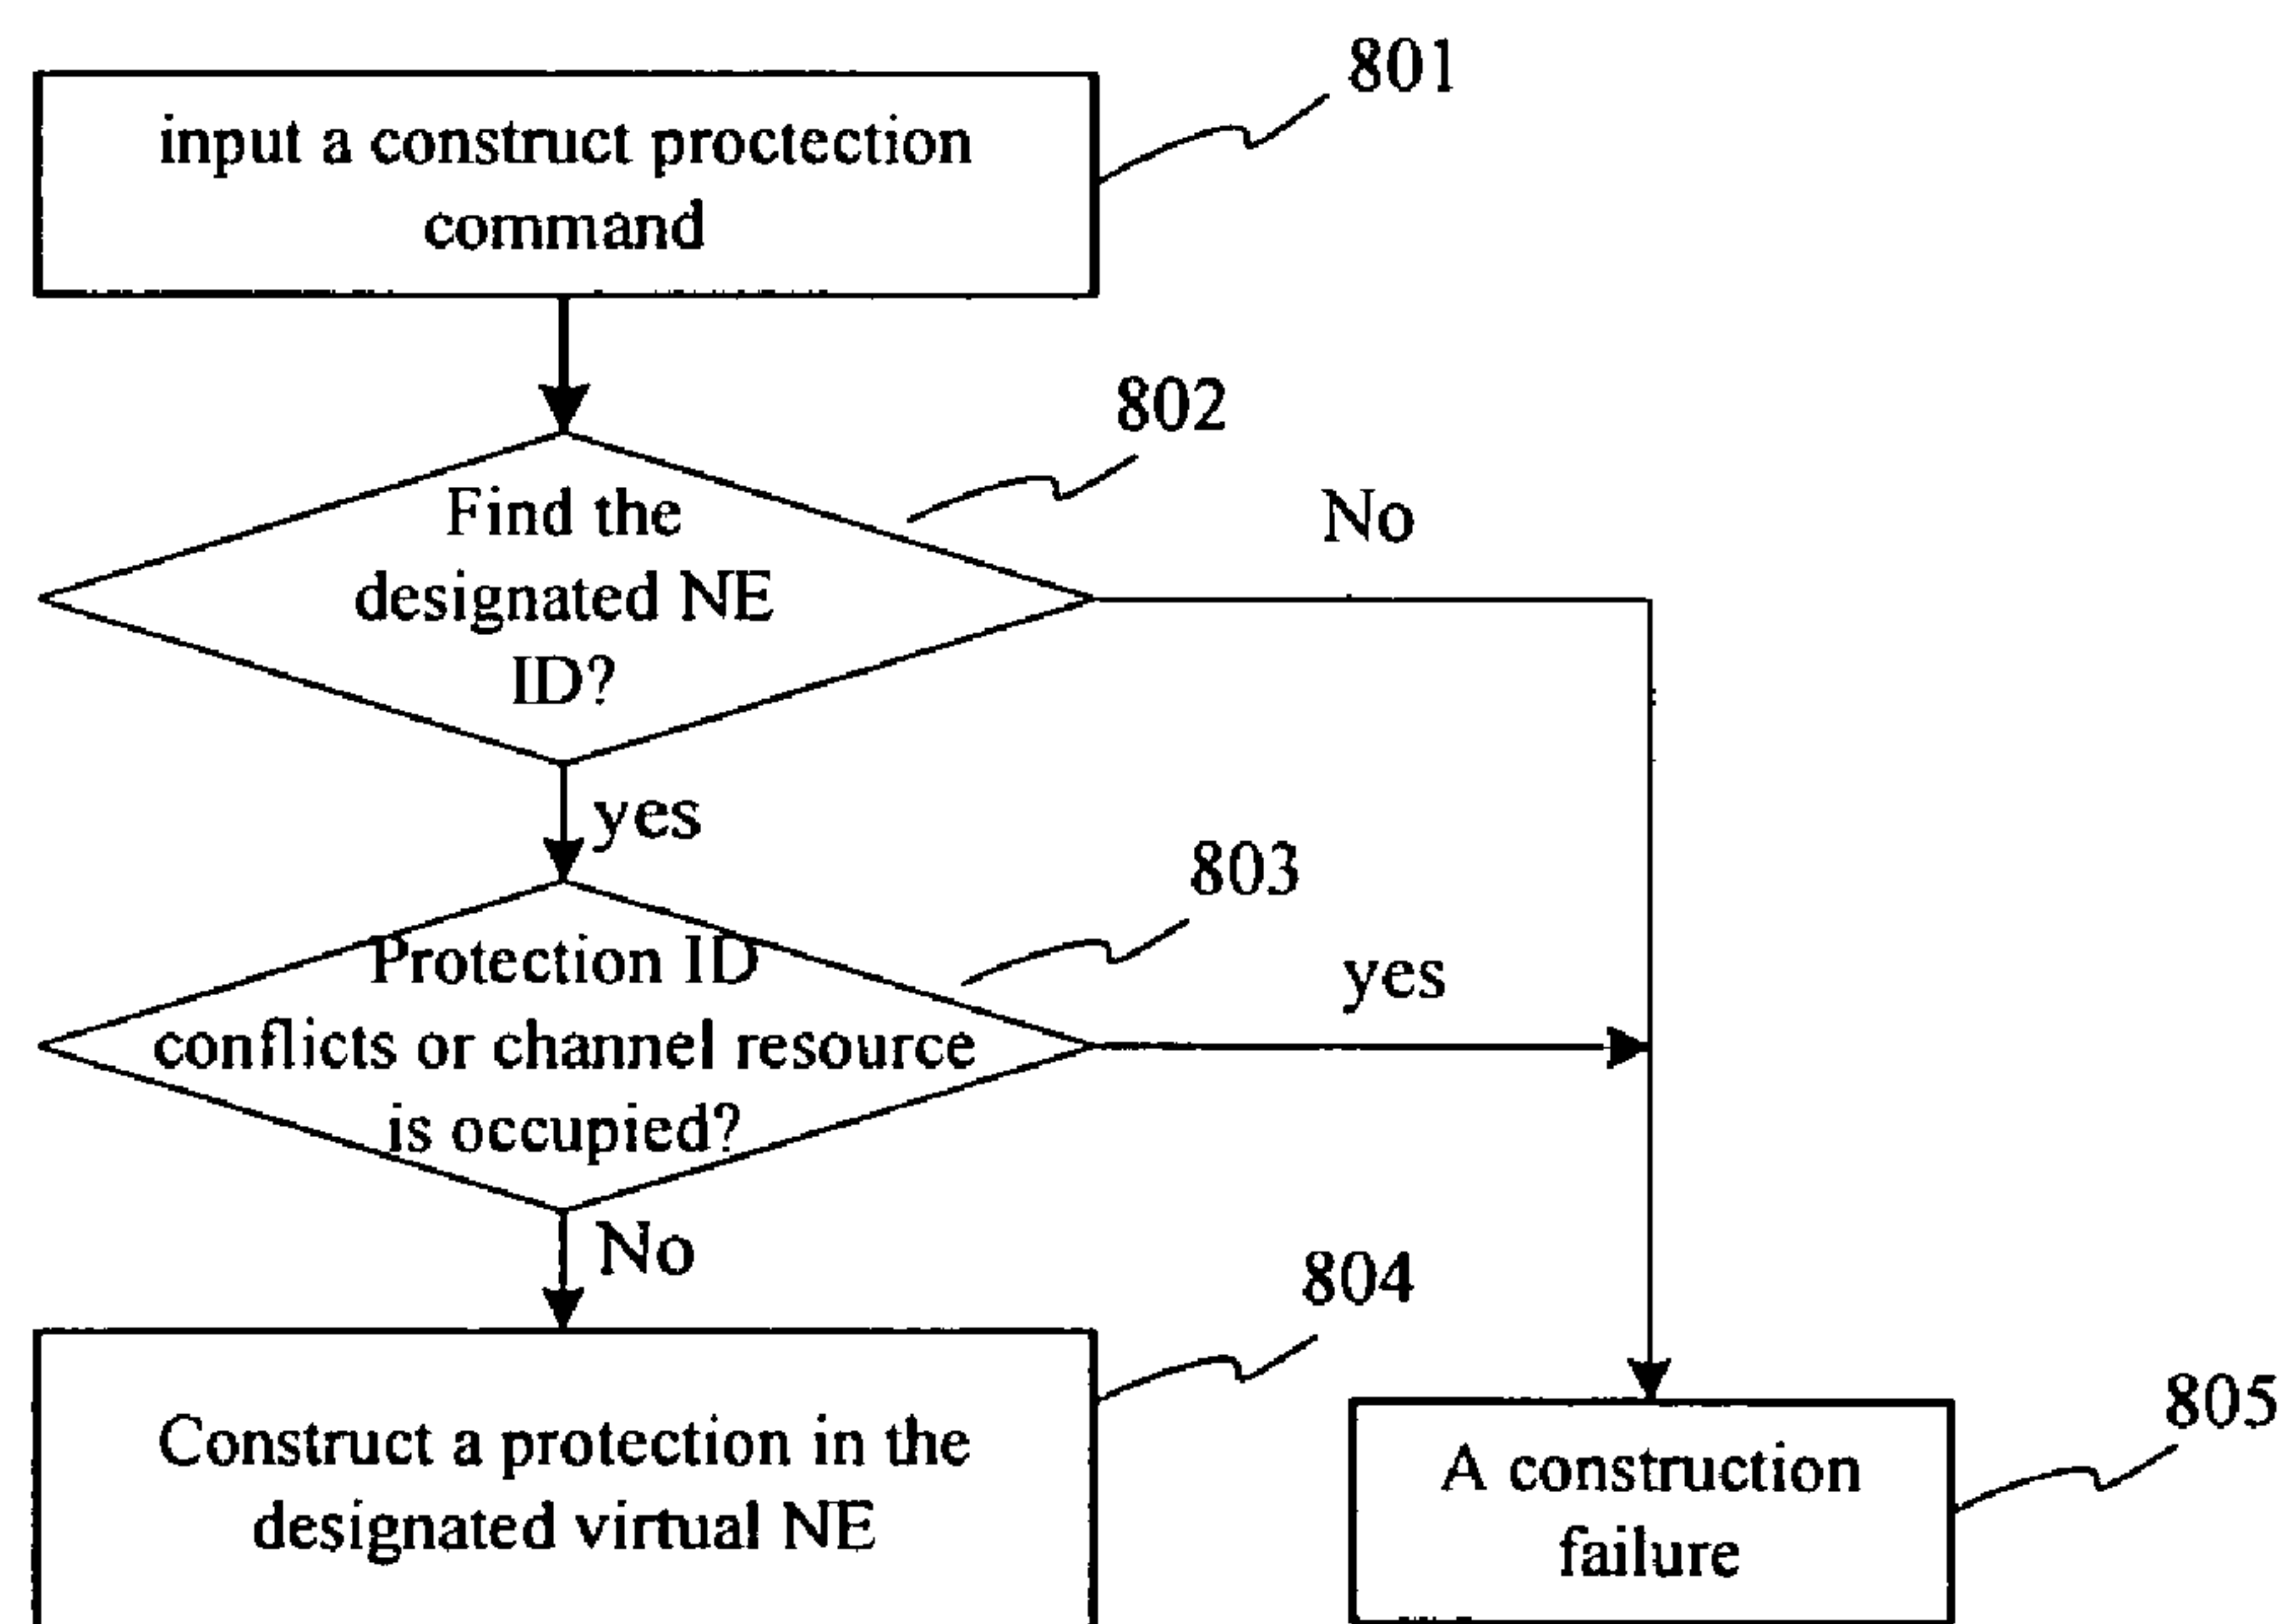 801
input a construct proctection
command
802
Find the
designated NE
ID?
No
yes
803
Protection ID
conflicts or channel resource
is occupied?
yes
No
804
Construct a protection in the
designated virtual NE
805
A construction
failure